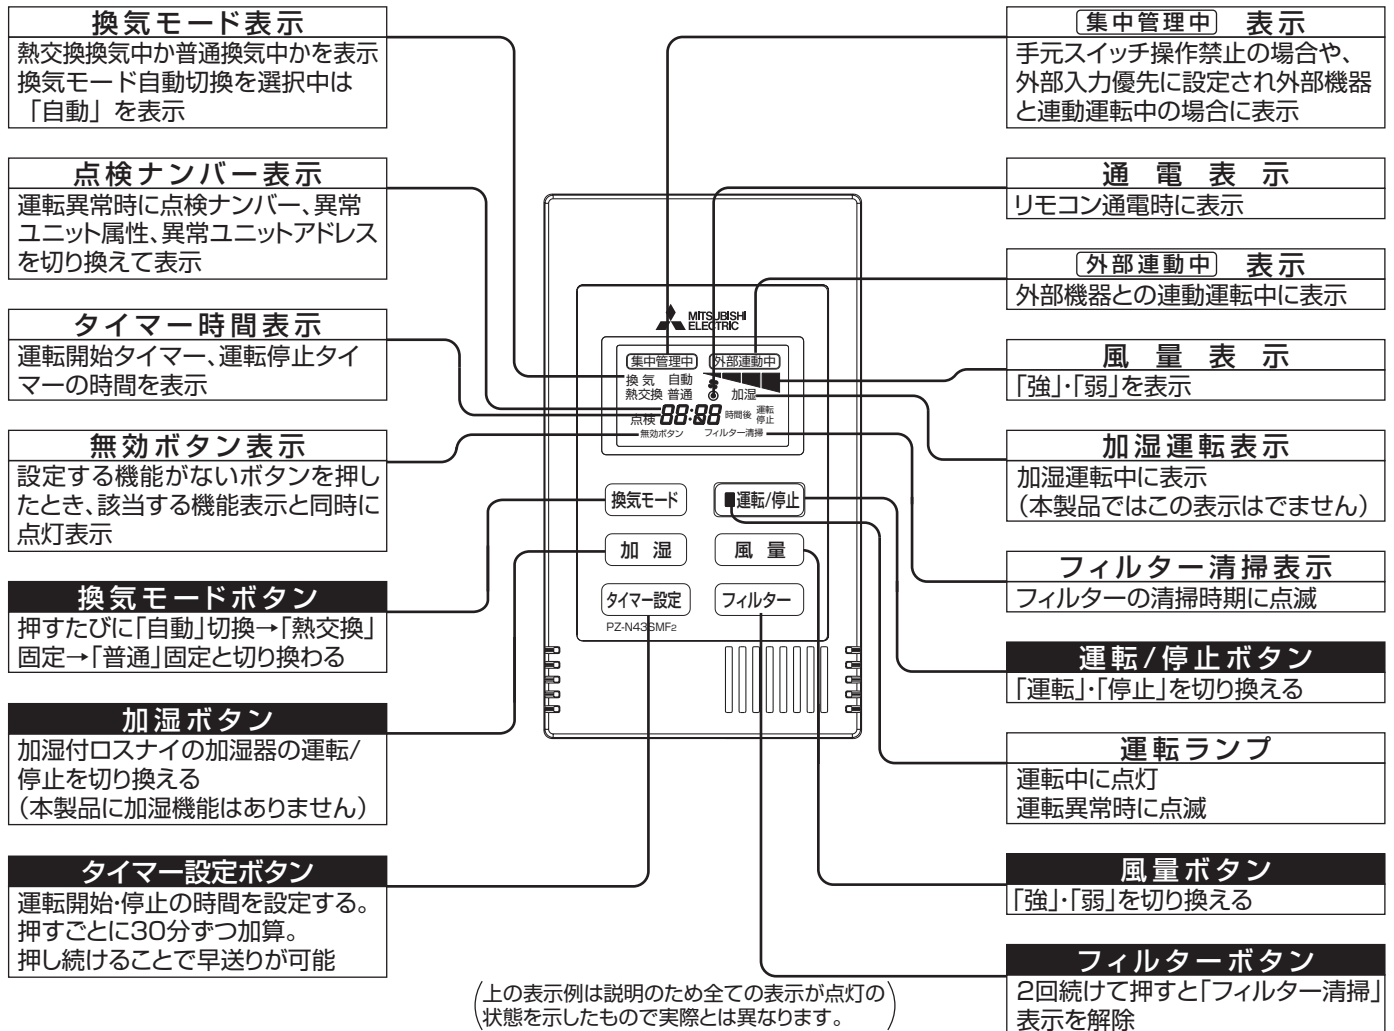 換気モード表示
熱交換換気中か普通換気中かを表示
換気モード自動切換を選択中は
「自動」を表示
点検ナンバー表示
運転異常時に点検ナンバー、異常
ユニット属性、異常ユニットアドレス
を切り換えて表示
タイマー時間表示
運転開始タイマー、運転停止タイ
マーの時間を表示
無効ボタン表示
設定する機能がないボタンを押し
たとき、該当する機能表示と同時に
点灯表示
換気モードボタン
押すたびに「自動」切換→「熱交換」
固定→「普通」固定と切り換わる
加湿ボタン
加湿付ロスナイの加湿器の運転/
停止を切り換える
(本製品に加湿機能はありません)
タイマー設定ボタン
運転開始・停止の時間を設定する。
押すごとに30分ずつ加算。
押し続けることで早送りが可能
MITSUBISHI
ELECTRIC
集中管理中 外部連動中
換気 自動
熱交換 普通 加湿
点検 88:88 時間後 運転
停止
無効ボタン フィルター清掃
換気モード 運転/停止
加湿 風量
タイマー設定 フィルター
PZ-N43SMF2
(上の表示例は説明のため全ての表示が点灯の
状態を示したもので実際とは異なります。)
集中管理中 表示
手元スイッチ操作禁止の場合や、
外部入力優先に設定され外部機器
と連動運転中の場合に表示
通電表示
リモコン通電時に表示
外部連動中 表示
外部機器との連動運転中に表示
風量表示
「強」・「弱」を表示
加湿運転表示
加湿運転中に表示
(本製品ではこの表示はでません)
フィルター清掃表示
フィルターの清掃時期に点滅
運転/停止ボタン
「運転」・「停止」を切り換える
運転ランプ
運転中に点灯
運転異常時に点滅
風量ボタン
「強」・「弱」を切り換える
フィルターボタン
2回続けて押すと「フィルター清掃」
表示を解除